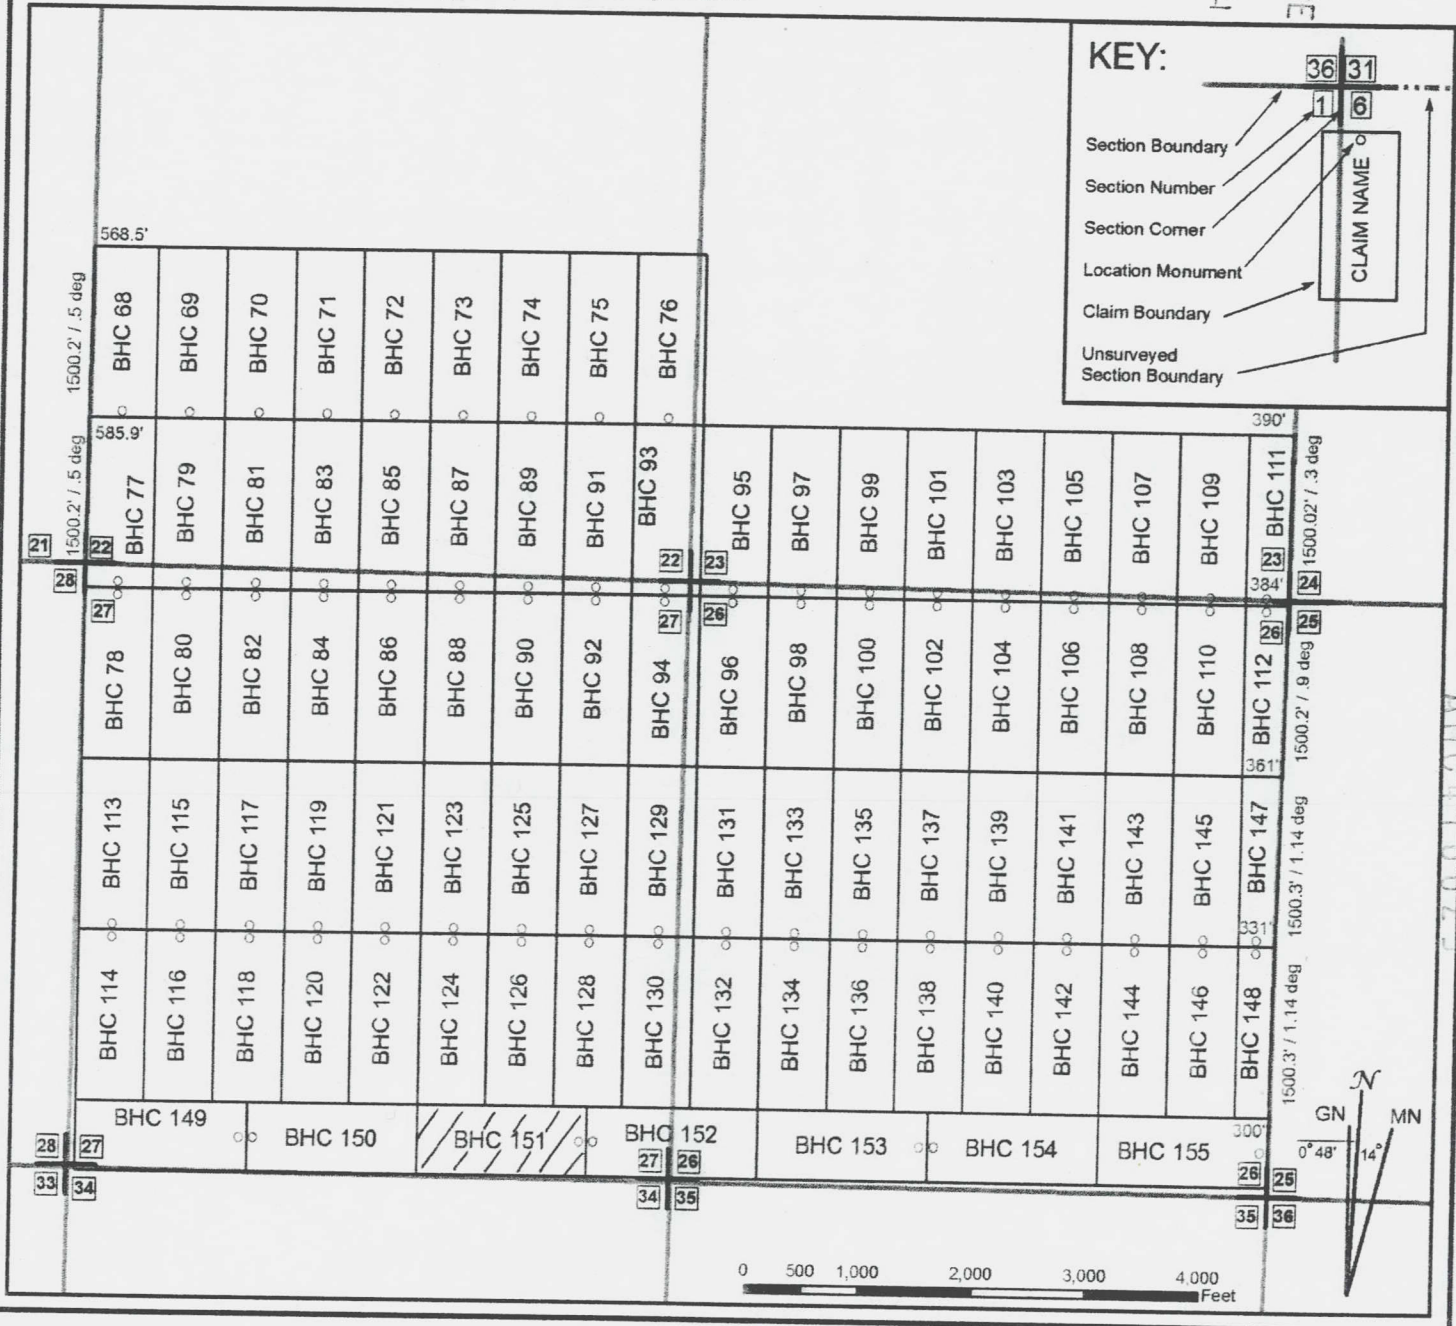 KEY:
36 31
1 6
Section Boundary
Section Number
Section Corner
Location Monument
Claim Boundary
Unsurveyed
Section Boundary
CLAIM NAME
568.5'
1500.2' / .5 deg
BHC 68
BHC 69
BHC 70
BHC 71
BHC 72
BHC 73
BHC 74
BHC 75
BHC 76
585.9'
390'
1500.2' / .5 deg
BHC 77
BHC 79
BHC 81
BHC 83
BHC 85
BHC 87
BHC 89
BHC 91
BHC 93
BHC 95
BHC 97
BHC 99
BHC 101
BHC 103
BHC 105
BHC 107
BHC 109
BHC 111
1500.02' / .3 deg
21 22
22 23
23 24
384'
28 27
27 26
26 25
BHC 78
BHC 80
BHC 82
BHC 84
BHC 86
BHC 88
BHC 90
BHC 92
BHC 94
BHC 96
BHC 98
BHC 100
BHC 102
BHC 104
BHC 106
BHC 108
BHC 110
BHC 112
1500.2' / .9 deg
361'
BHC 113
BHC 115
BHC 117
BHC 119
BHC 121
BHC 123
BHC 125
BHC 127
BHC 129
BHC 131
BHC 133
BHC 135
BHC 137
BHC 139
BHC 141
BHC 143
BHC 145
BHC 147
1500.3' / 1.14 deg
331'
BHC 114
BHC 116
BHC 118
BHC 120
BHC 122
BHC 124
BHC 126
BHC 128
BHC 130
BHC 132
BHC 134
BHC 136
BHC 138
BHC 140
BHC 142
BHC 144
BHC 146
BHC 148
1500.3' / 1.14 deg
BHC 149
BHC 150
BHC 151
BHC 152
BHC 153
BHC 154
BHC 155
300'
28 27
27 26
26 25
33 34
34 35
35 36
N
GN
MN
0° 48'
14°
0 500 1,000 2,000 3,000 4,000
Feet